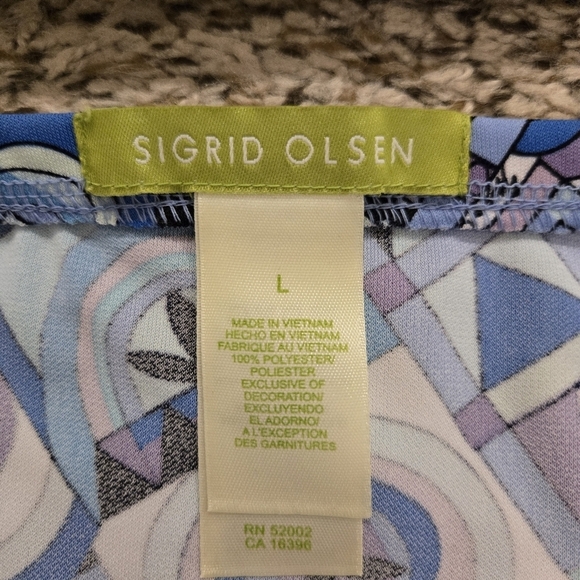 SIGRID OLSEN
L
MADE IN VIETNAM
HECHO EN VIETNAM
FABRIQUE AU VIETNAM
100% POLYESTER/
POLIESTER
EXCLUSIVE OF
DECORATION/
EXCLUYENDO
EL ADORNO/
A L'EXCEPTION
DES GARNITURES
RN 52002
CA 16396